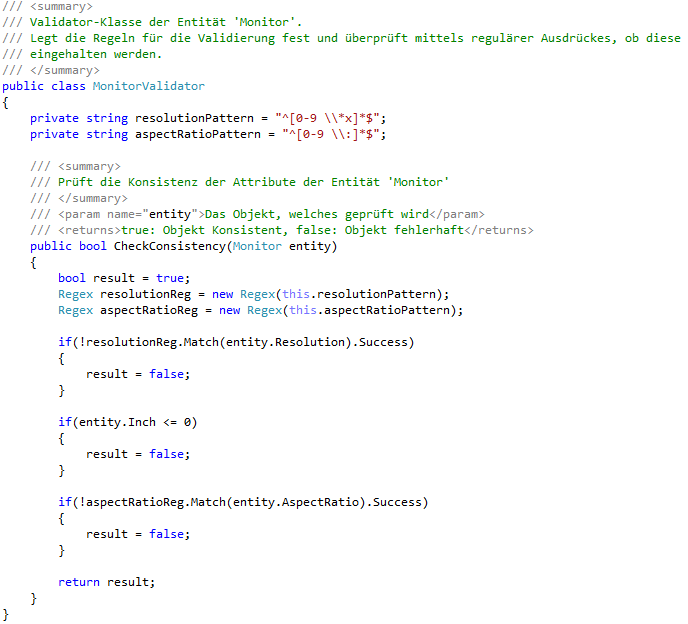 /// <summary>
/// Validator-Klasse der Entität 'Monitor'.
/// Legt die Regeln für die Validierung fest und überprüft mittels regulärer Ausdrückes, ob diese
/// eingehalten werden.
/// </summary>
public class MonitorValidator
{
    private string resolutionPattern = "^[0-9 \\*x]*$";
    private string aspectRatioPattern = "^[0-9 \\:]*$";

    /// <summary>
    /// Prüft die Konsistenz der Attribute der Entität 'Monitor'
    /// </summary>
    /// <param name="entity">Das Objekt, welches geprüft wird</param>
    /// <returns>true: Objekt Konsistent, false: Objekt fehlerhaft</returns>
    public bool CheckConsistency(Monitor entity)
    {
        bool result = true;
        Regex resolutionReg = new Regex(this.resolutionPattern);
        Regex aspectRatioReg = new Regex(this.aspectRatioPattern);

        if(!resolutionReg.Match(entity.Resolution).Success)
        {
            result = false;
        }

        if(entity.Inch <= 0)
        {
            result = false;
        }

        if(!aspectRatioReg.Match(entity.AspectRatio).Success)
        {
            result = false;
        }

        return result;
    }
}